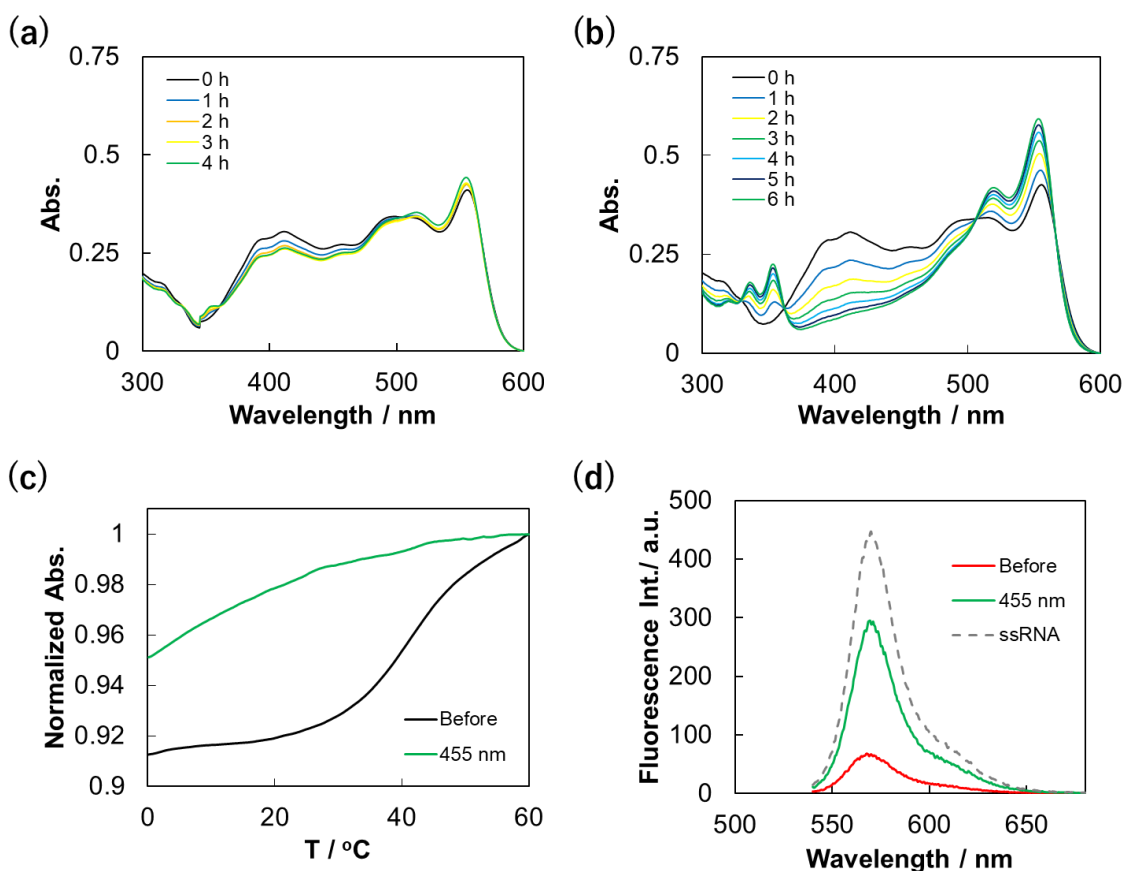 (a)
0.75
0.5
0.25
0
Abs.
0 h
1 h
2 h
3 h
4 h
300
400
500
600
Wavelength / nm
(b)
0.75
0.5
0.25
0
Abs.
0 h
1 h
2 h
3 h
4 h
5 h
6 h
300
400
500
600
Wavelength / nm
(c)
1
0.98
0.96
0.94
0.92
0.9
Normalized Abs.
Before
455 nm
0
20
40
60
T / °C
(d)
500
400
300
200
100
0
Fluorescence Int./ a.u.
Before
455 nm
ssRNA
500
550
600
650
Wavelength / nm